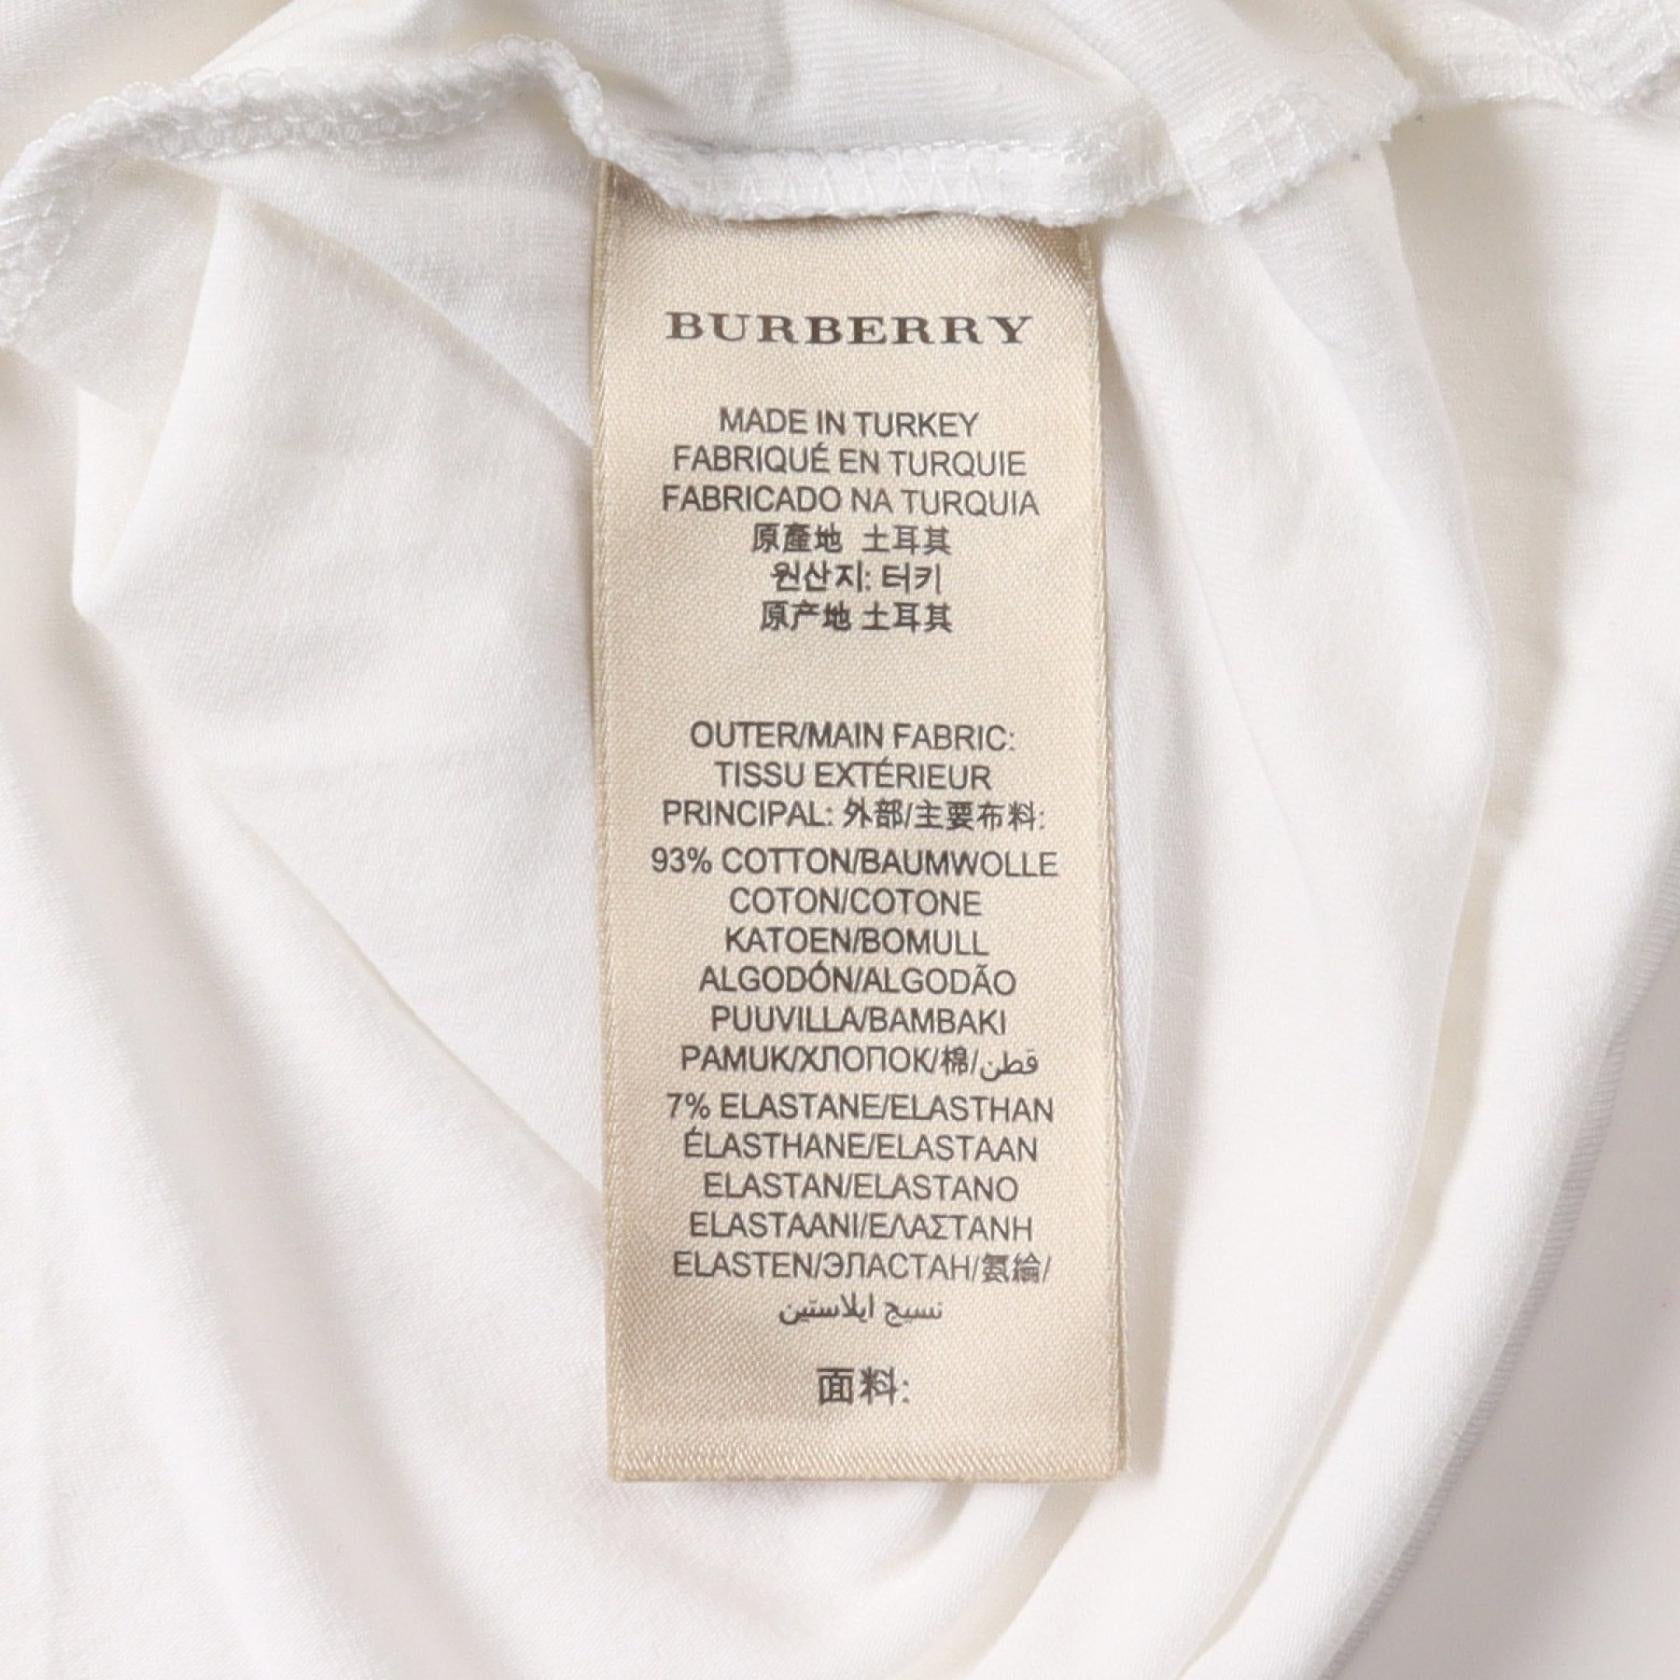 BURBERRY
MADE IN TURKEY
FABRIQUÉ EN TURQUIE
FABRICADO NA TURQUIA
原產地 土耳其
원산지: 터키
原产地 土耳其
OUTER/MAIN FABRIC:
TISSU EXTÉRIEUR
PRINCIPAL: 外部/主要布料:
93% COTTON/BAUMWOLLE
COTON/COTONE
KATOEN/BOMULL
ALGODÓN/ALGODÃO
PUUVILLA/BAMBAKI
PAMUK/ХЛОПОК/棉/قطن
7% ELASTANE/ELASTHAN
ÉLASTHANE/ELASTAAN
ELASTAN/ELASTANO
ELASTAANI/ΕΛΑΣΤΑΝΗ
ELASTEN/ЭЛАСТАН/氨綸/
نسيج ايلاستين
面料: